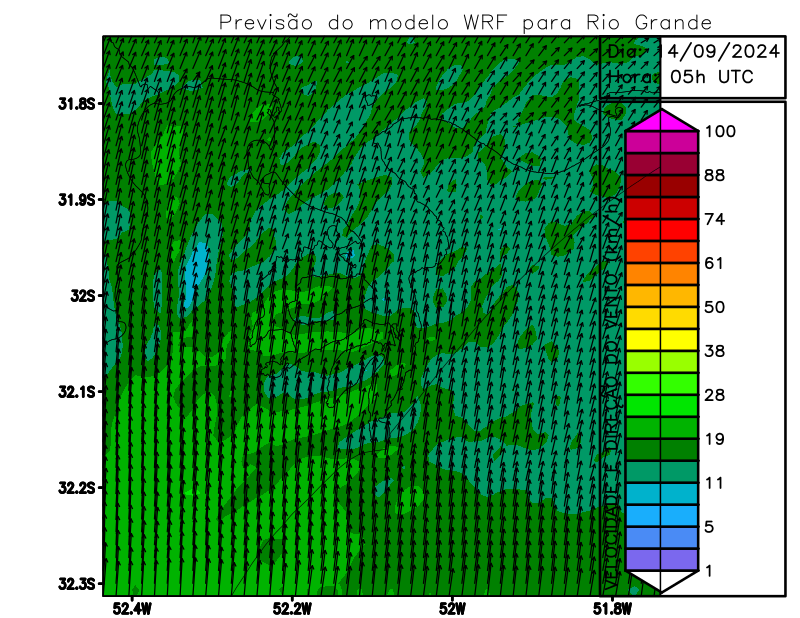 Previsão do modelo WRF para Rio Grande
Dia: 14/09/2024
Hora: 05h UTC
31.8S
31.9S
32S
32.1S
32.2S
32.3S
52.4W
52.2W
52W
51.8W
VELOCIDADE E DIREÇÃO DO VENTO (km/h)
100
88
74
61
50
38
28
19
11
5
1